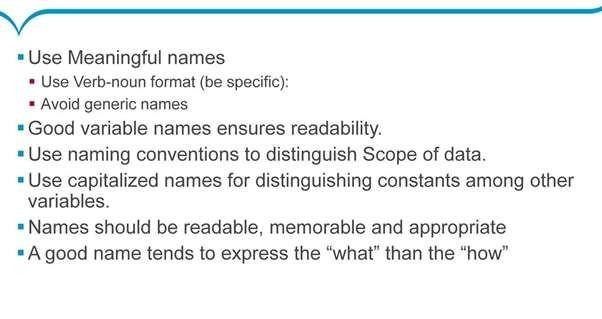 Use Meaningful names
Use Verb-noun format (be specific):
Avoid generic names
Good variable names ensures readability.
Use naming conventions to distinguish Scope of data.
Use capitalized names for distinguishing constants among other
variables.
Names should be readable, memorable and appropriate
A good name tends to express the “what” than the “how”